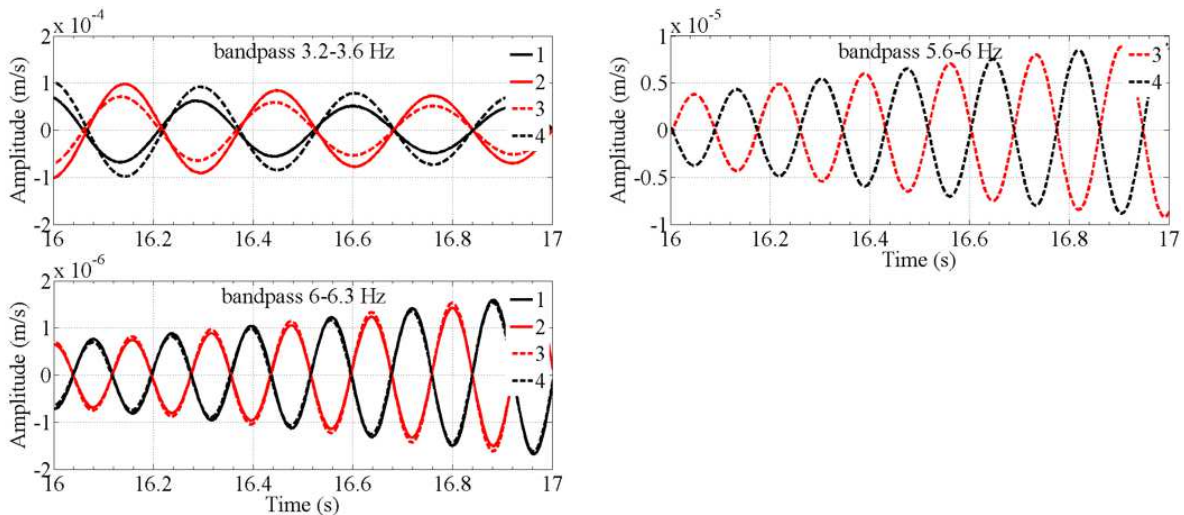 x 10⁻⁴
2
bandpass 3.2-3.6 Hz
1
2
3
4
1
0
-1
-2
Amplitude (m/s)
16 16.2 16.4 16.6 16.8 17
Time (s)
x 10⁻⁵
1
bandpass 5.6-6 Hz
3
4
0.5
0
-0.5
-1
Amplitude (m/s)
16 16.2 16.4 16.6 16.8 17
Time (s)
x 10⁻⁶
2
bandpass 6-6.3 Hz
1
2
3
4
1
0
-1
-2
Amplitude (m/s)
16 16.2 16.4 16.6 16.8 17
Time (s)